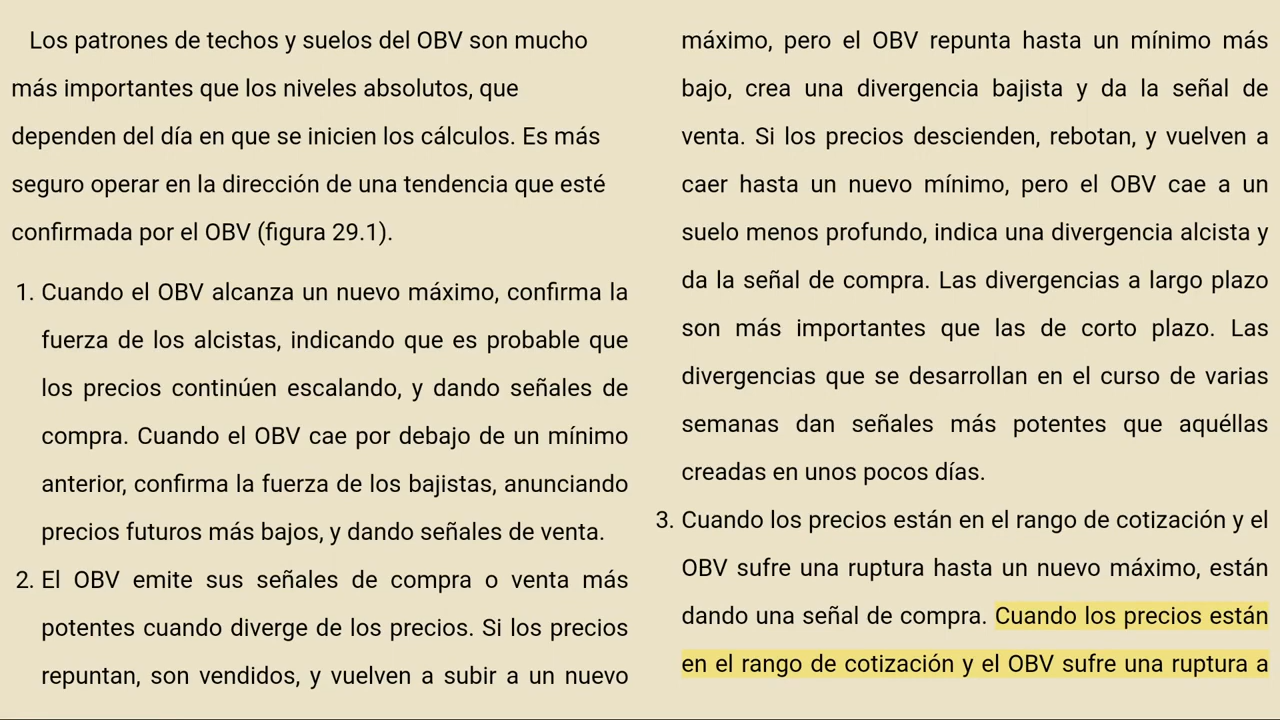 Los patrones de techos y suelos del OBV son mucho
más importantes que los niveles absolutos, que
dependen del día en que se inicien los cálculos. Es más
seguro operar en la dirección de una tendencia que esté
confirmada por el OBV (figura 29.1).
1. Cuando el OBV alcanza un nuevo máximo, confirma la
fuerza de los alcistas, indicando que es probable que
los precios continúen escalando, y dando señales de
compra. Cuando el OBV cae por debajo de un mínimo
anterior, confirma la fuerza de los bajistas, anunciando
precios futuros más bajos, y dando señales de venta.
2. El OBV emite sus señales de compra o venta más
potentes cuando diverge de los precios. Si los precios
repuntan, son vendidos, y vuelven a subir a un nuevo
máximo, pero el OBV repunta hasta un mínimo más
bajo, crea una divergencia bajista y da la señal de
venta. Si los precios descienden, rebotan, y vuelven a
caer hasta un nuevo mínimo, pero el OBV cae a un
suelo menos profundo, indica una divergencia alcista y
da la señal de compra. Las divergencias a largo plazo
son más importantes que las de corto plazo. Las
divergencias que se desarrollan en el curso de varias
semanas dan señales más potentes que aquéllas
creadas en unos pocos días.
3. Cuando los precios están en el rango de cotización y el
OBV sufre una ruptura hasta un nuevo máximo, están
dando una señal de compra. Cuando los precios están
en el rango de cotización y el OBV sufre una ruptura a